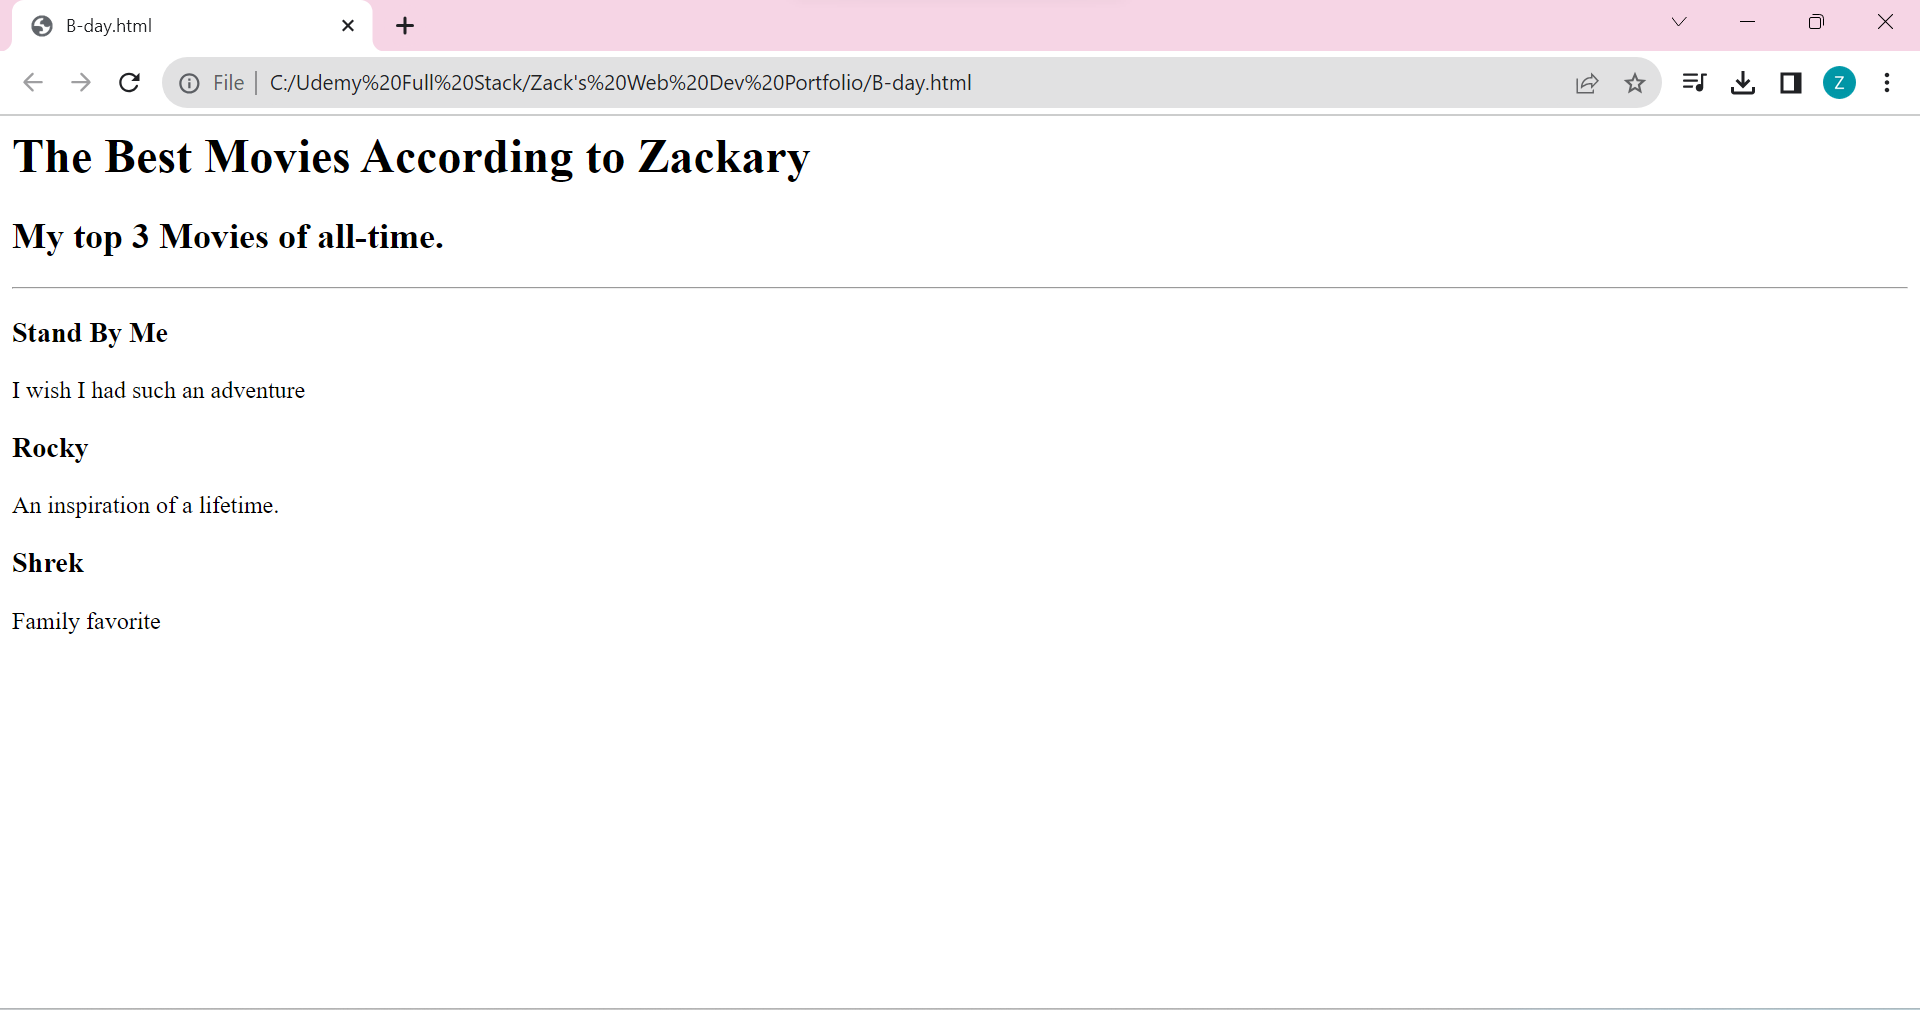 B-day.html
File
C:/Udemy%20Full%20Stack/Zack's%20Web%20Dev%20Portfolio/B-day.html
Z
The Best Movies According to Zackary
My top 3 Movies of all-time.
Stand By Me
I wish I had such an adventure
Rocky
An inspiration of a lifetime.
Shrek
Family favorite